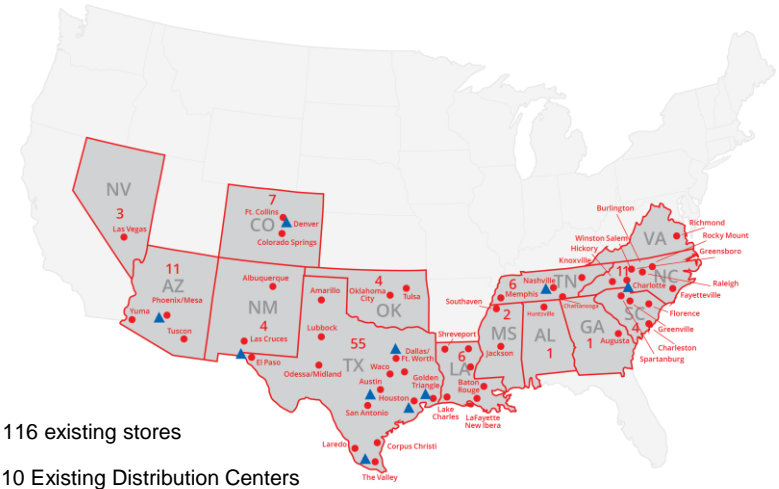 NV
3
Las Vegas
7
Ft. Collins
CO
Denver
Colorado Springs
11
AZ
Phoenix/Mesa
Yuma
Tuscon
Albuquerque
NM
4
Las Cruces
El Paso
Amarillo
Lubbock
Odessa/Midland
4
Oklahoma
City
Tulsa
OK
55
TX
Dallas/
Ft. Worth
Waco
Austin
Golden
Triangle
Houston
San Antonio
Laredo
Corpus Christi
The Valley
Shreveport
6
LA
Baton
Rouge
Lake
Charles
LaFayette
New Ibera
Southaven
2
MS
Jackson
6
Memphis
Nashville
TN
Chattanooga
Knoxville
Huntsville
AL
1
GA
1
Augusta
Burlington
Winston Salem
Hickory
11
Charlotte
NC
VA
Richmond
Rocky Mount
Greensboro
Raleigh
Fayetteville
SC
4
Florence
Greenville
Charleston
Spartanburg
116 existing stores
10 Existing Distribution Centers